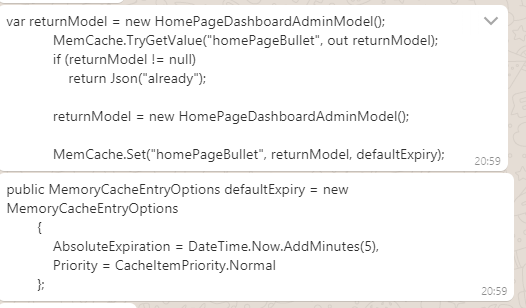 var returnModel = new HomePageDashboardAdminModel();
MemCache.TryGetValue("homePageBullet", out returnModel);
if (returnModel != null)
return Json("already");
returnModel = new HomePageDashboardAdminModel();
MemCache.Set("homePageBullet", returnModel, defaultExpiry);
20:59
public MemoryCacheEntryOptions defaultExpiry = new
MemoryCacheEntryOptions
{
AbsoluteExpiration = DateTime.Now.AddMinutes(5),
Priority = CacheItemPriority.Normal
};
20:59